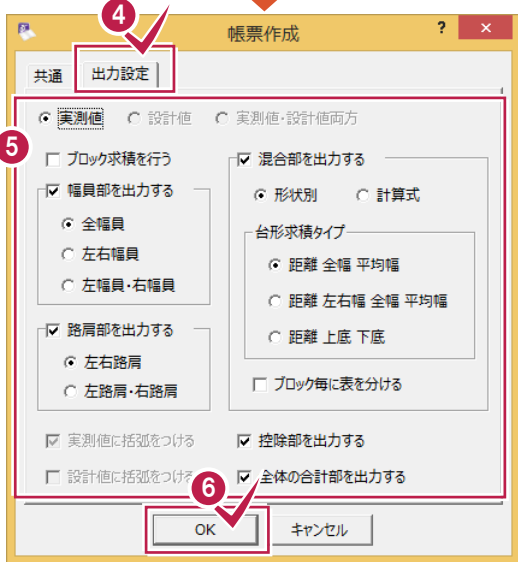 4
帳票作成
?
×
共通
出力設定
5
実測値
設計値
実測値・設計値両方
ブロック求積を行う
幅員部を出力する
全幅員
左右幅員
左幅員・右幅員
路肩部を出力する
左右路肩
左路肩・右路肩
混合部を出力する
形状別
計算式
台形求積タイプ
距離 全幅 平均幅
距離 左右幅 全幅 平均幅
距離 上底 下底
ブロック毎に表を分ける
実測値に括弧をつける
控除部を出力する
設計値に括弧をつける
全体の合計部を出力する
6
OK
キャンセル